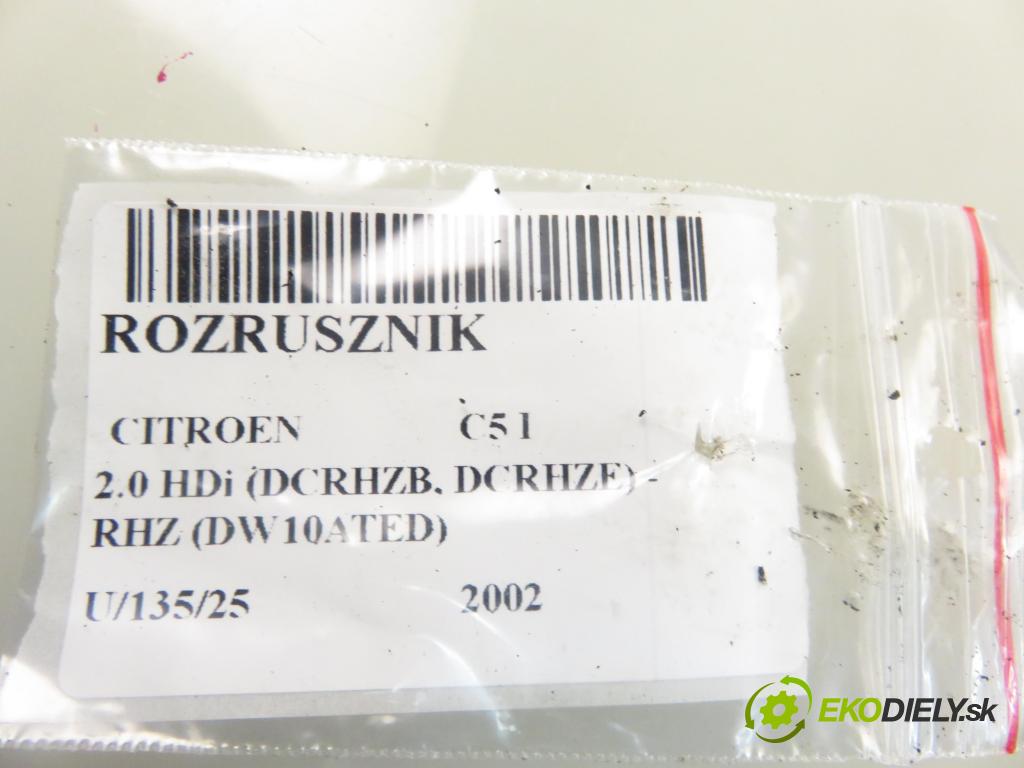 ROZRUSZNIK
CITROEN C5 I
2.0 HDi (DCRHZB, DCRHZE) -
RHZ (DW10ATED)
U/135/25 2002
EKODIELY.sk